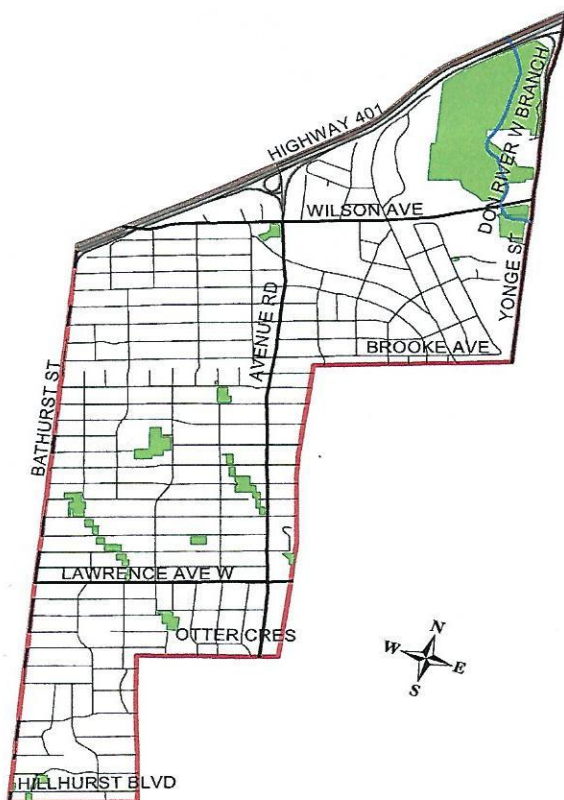 HIGHWAY 401
DON RIVER W BRANCH
WILSON AVE
YONGE ST
AVENUE RD
BROOKE AVE
BATHURST ST
LAWRENCE AVE W
OTTER CRES
N
W
E
S
HILLHURST BLVD